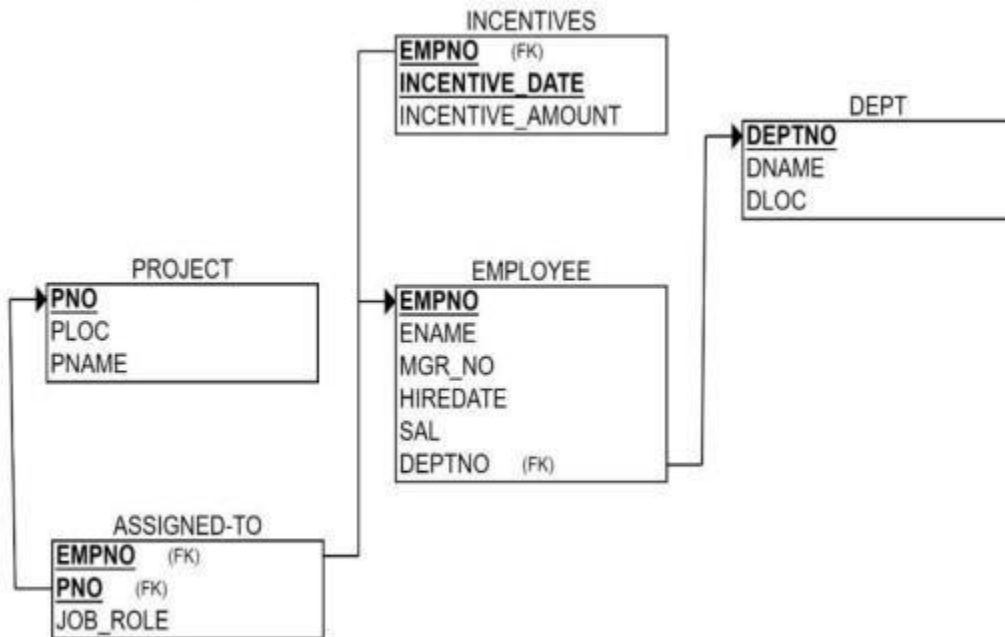 INCENTIVES
EMPNO (FK)
INCENTIVE_DATE
INCENTIVE_AMOUNT
DEPT
DEPTNO
DNAME
DLOC
PROJECT
PNO
PLOC
PNAME
EMPLOYEE
EMPNO
ENAME
MGR_NO
HIREDATE
SAL
DEPTNO (FK)
ASSIGNED-TO
EMPNO (FK)
PNO (FK)
JOB_ROLE